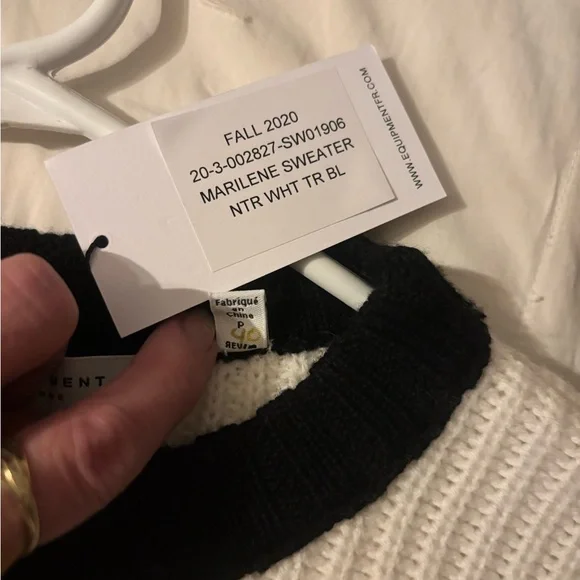 FALL 2020
20-3-002827-SW01906
MARILENE SWEATER
NTR WHT TR BL
WWW.EQUIPMENTFR.COM
Fabriqué
en
Chine
P